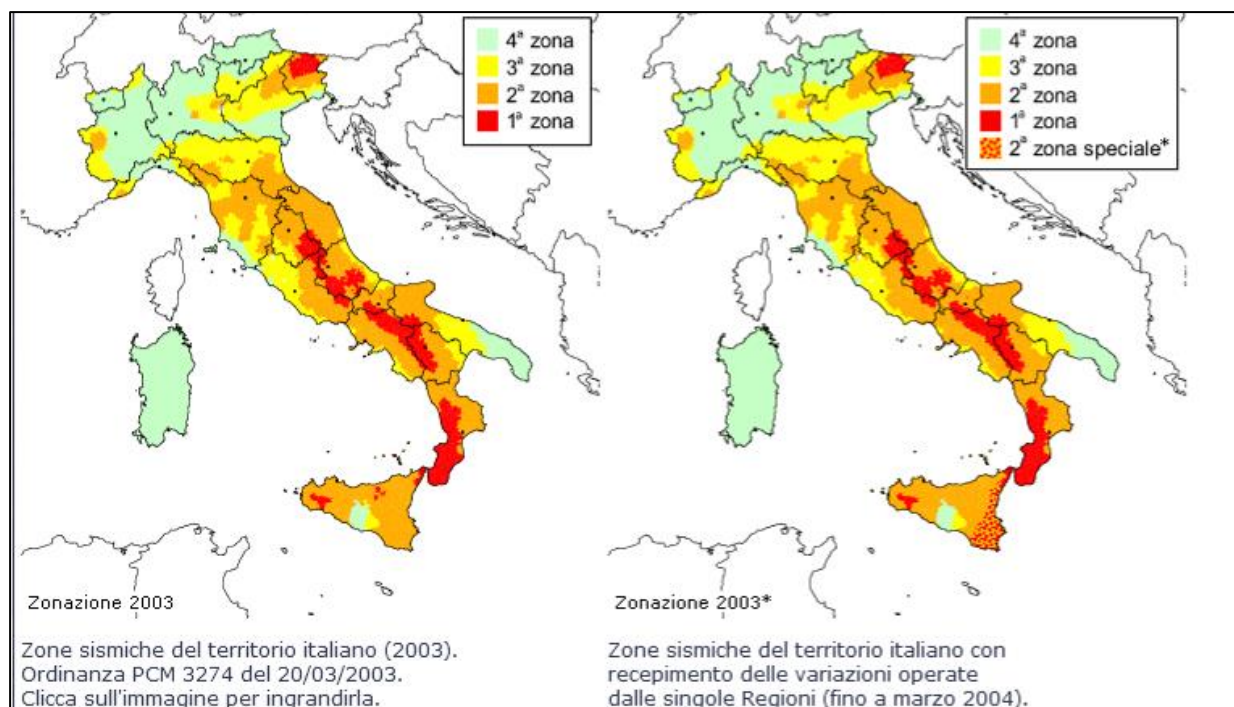 4ª zona
3ª zona
2ª zona
1ª zona
Zonazione 2003
Zone sismiche del territorio italiano (2003).
Ordinanza PCM 3274 del 20/03/2003.
Clicca sull'immagine per ingrandirla.
4ª zona
3ª zona
2ª zona
1ª zona
2ª zona speciale*
Zonazione 2003*
Zone sismiche del territorio italiano con
recepimento delle variazioni operate
dalle singole Regioni (fino a marzo 2004).